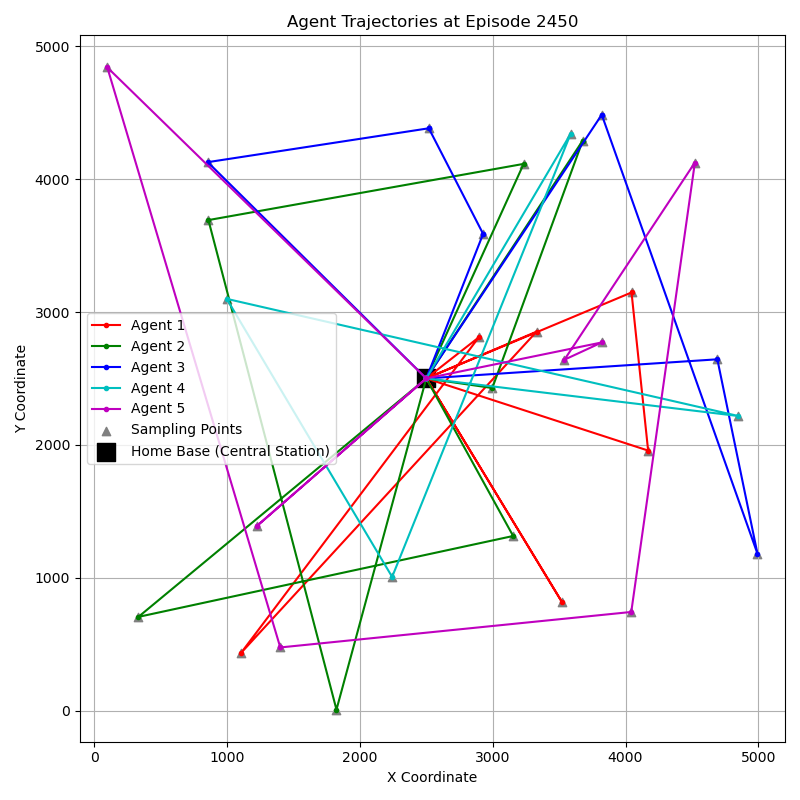 Agent Trajectories at Episode 2450
5000
4000
3000
2000
1000
0
Y Coordinate
Agent 1
Agent 2
Agent 3
Agent 4
Agent 5
Sampling Points
Home Base (Central Station)
0 1000 2000 3000 4000 5000
X Coordinate